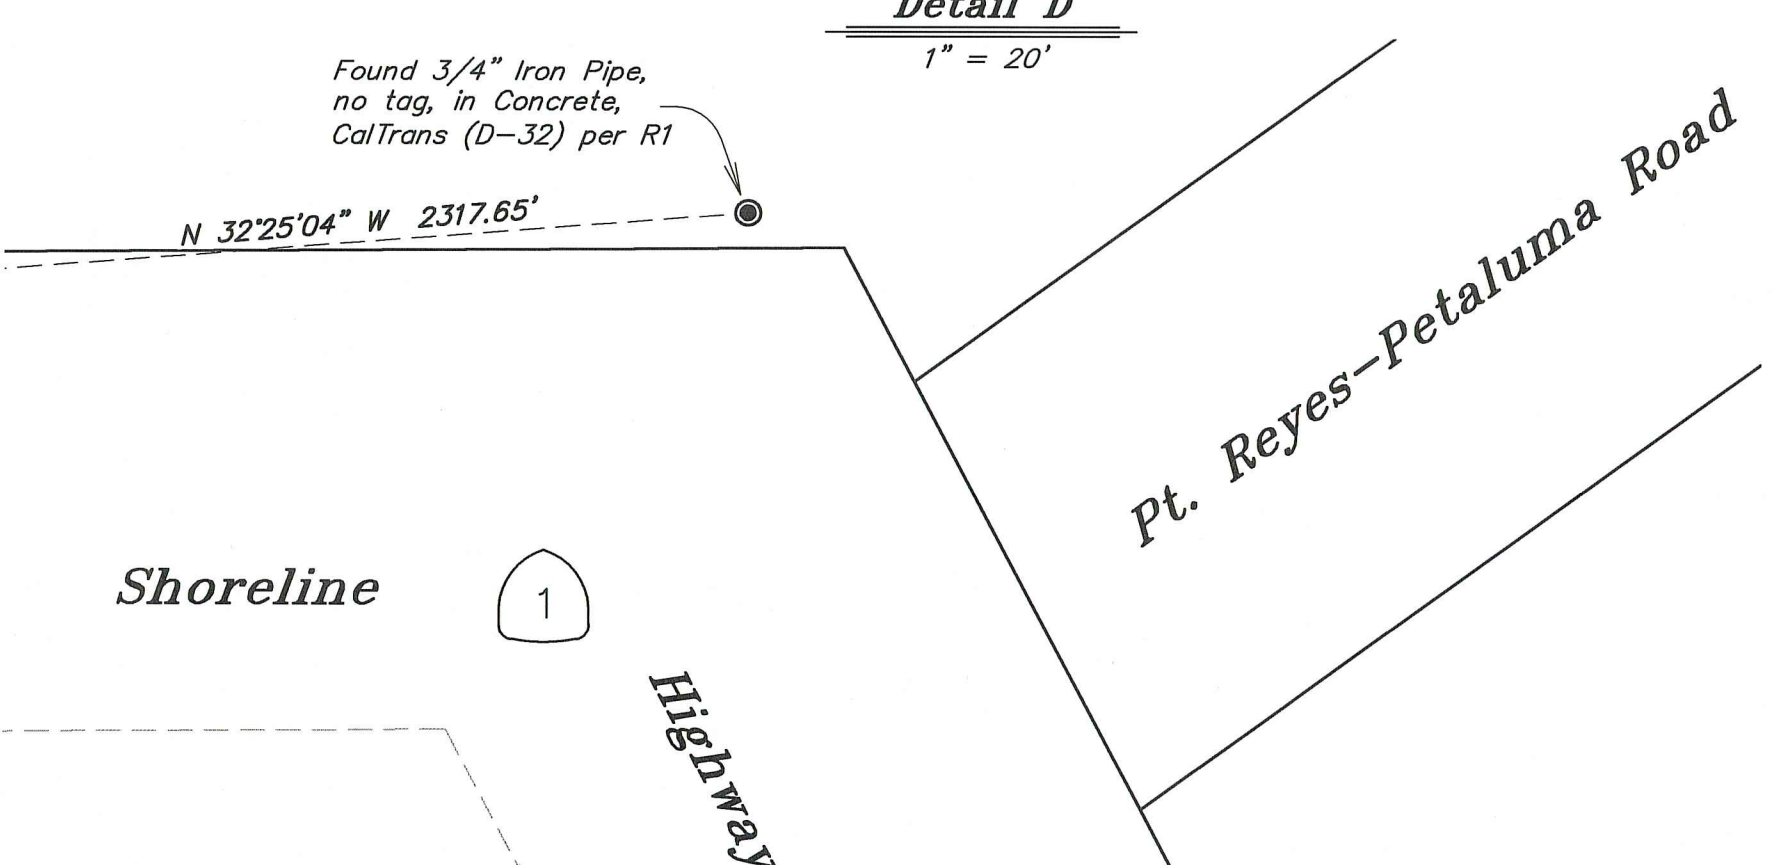 Detail D
1" = 20'
Found 3/4" Iron Pipe,
no tag, in Concrete,
CalTrans (D-32) per R1
N 32°25'04" W 2317.65'
Pt. Reyes-Petaluma Road
Shoreline
1
Highway